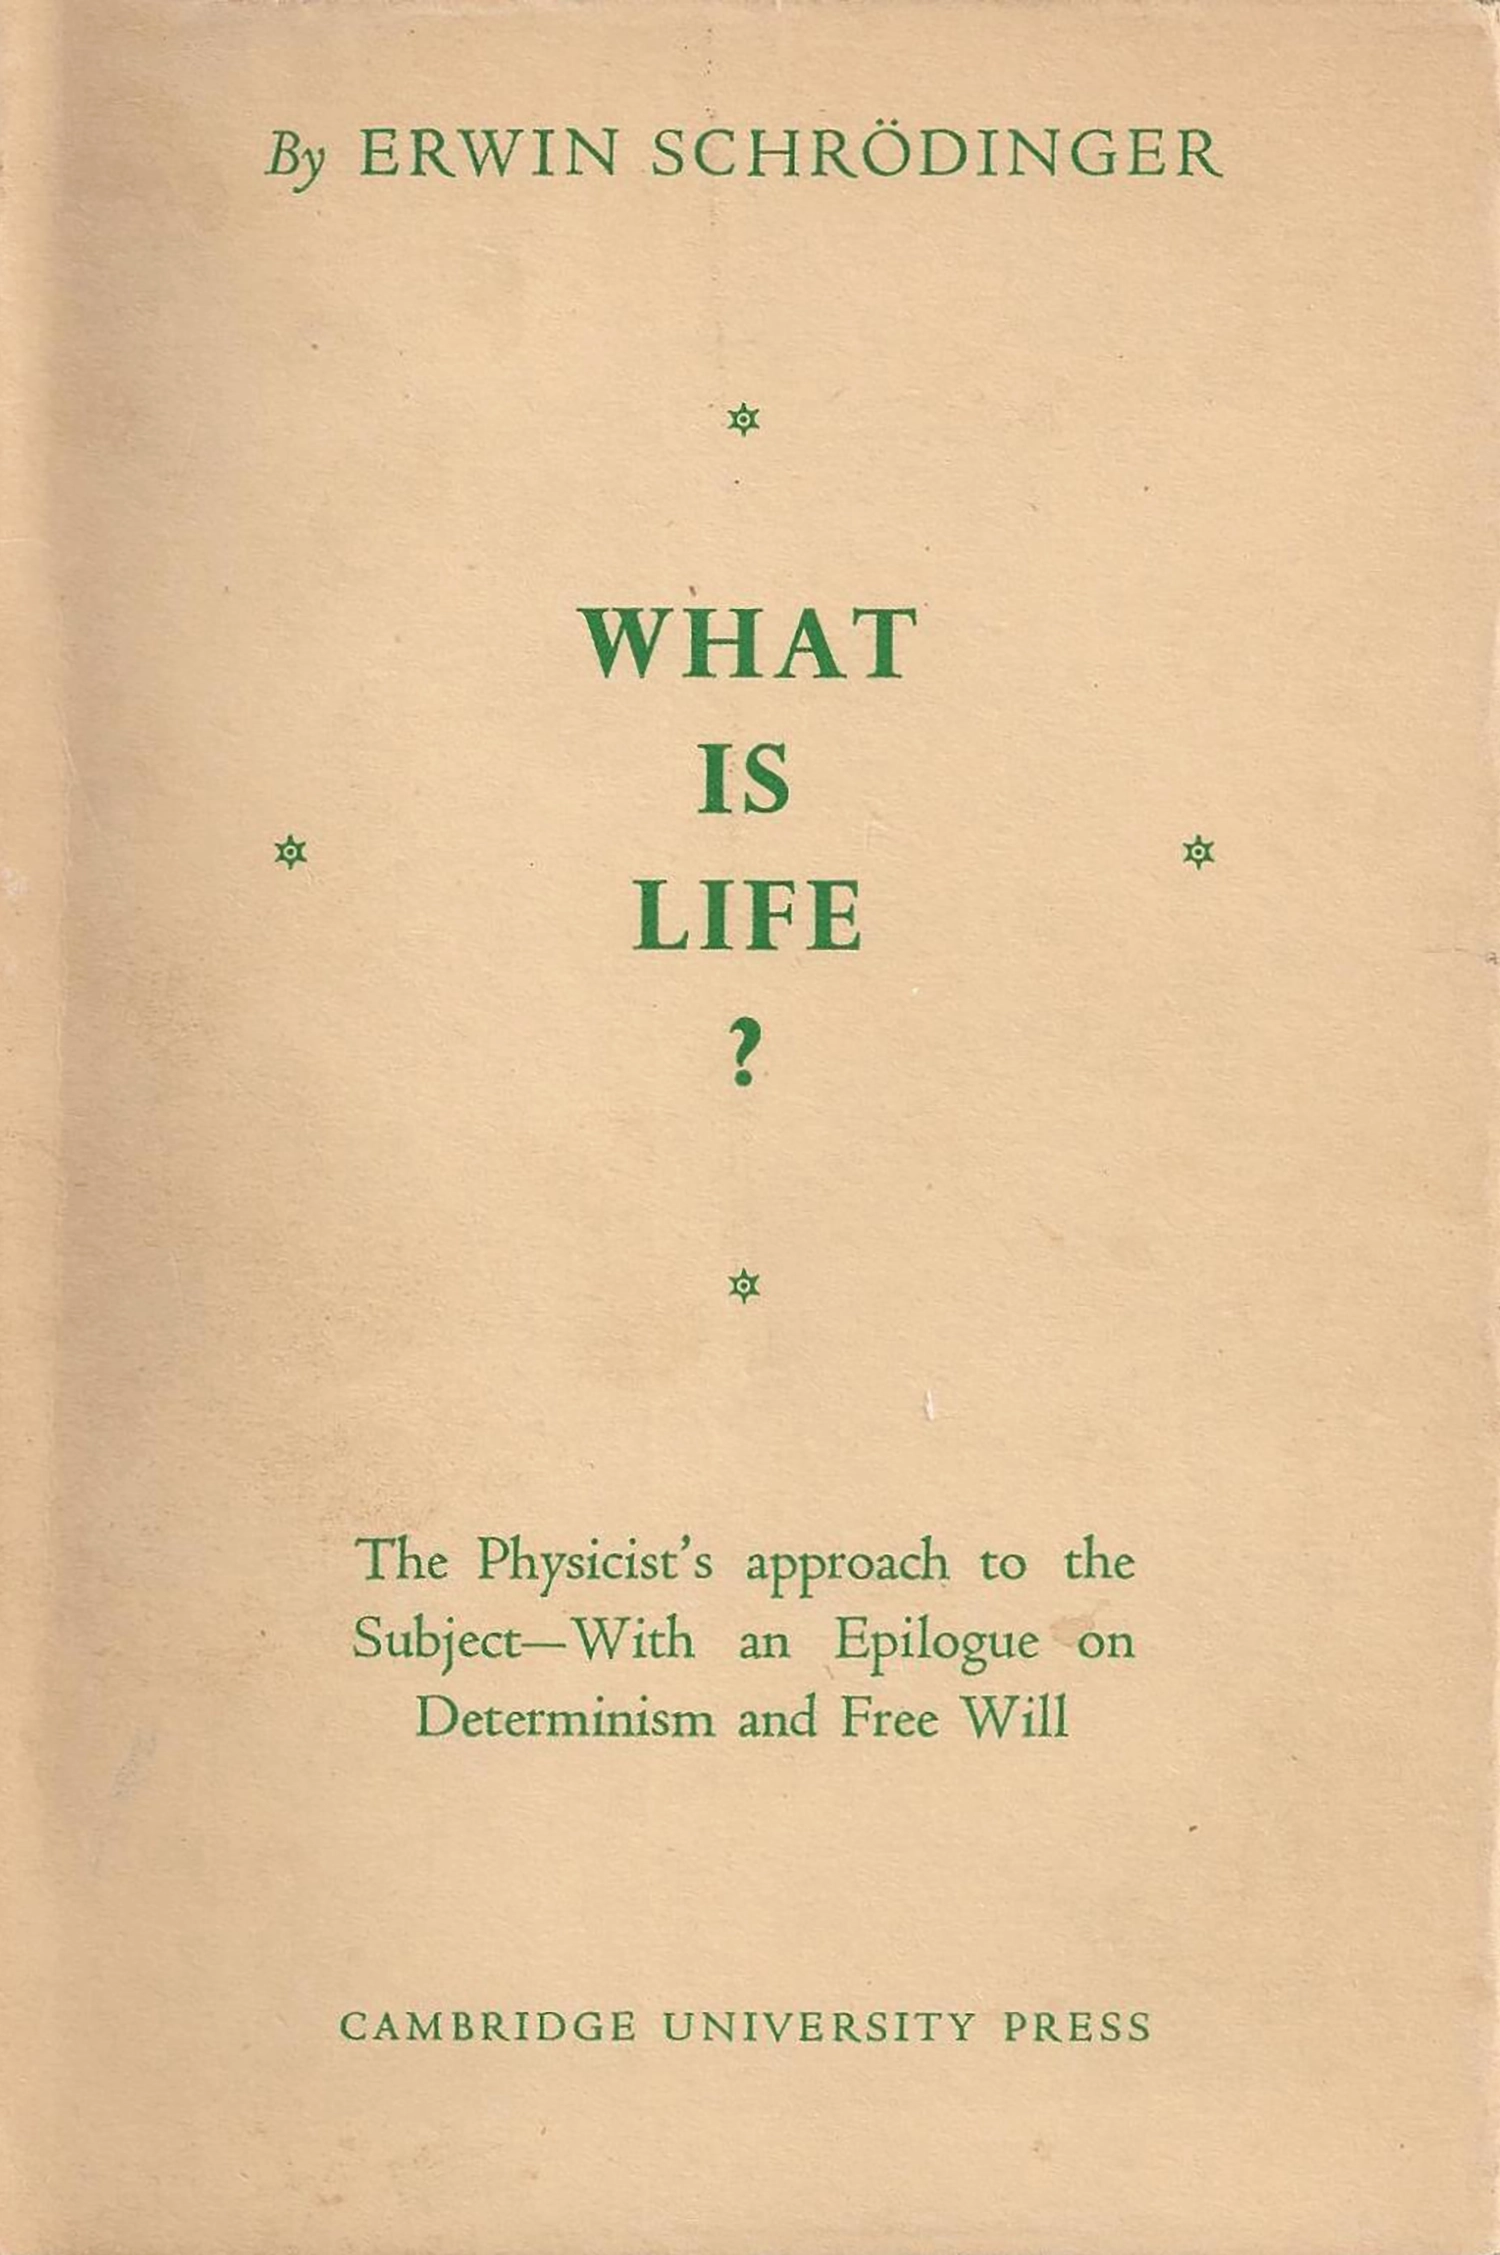 By ERWIN SCHRÖDINGER
WHAT
IS
LIFE
?
The Physicist's approach to the
Subject—With an Epilogue on
Determinism and Free Will
CAMBRIDGE UNIVERSITY PRESS